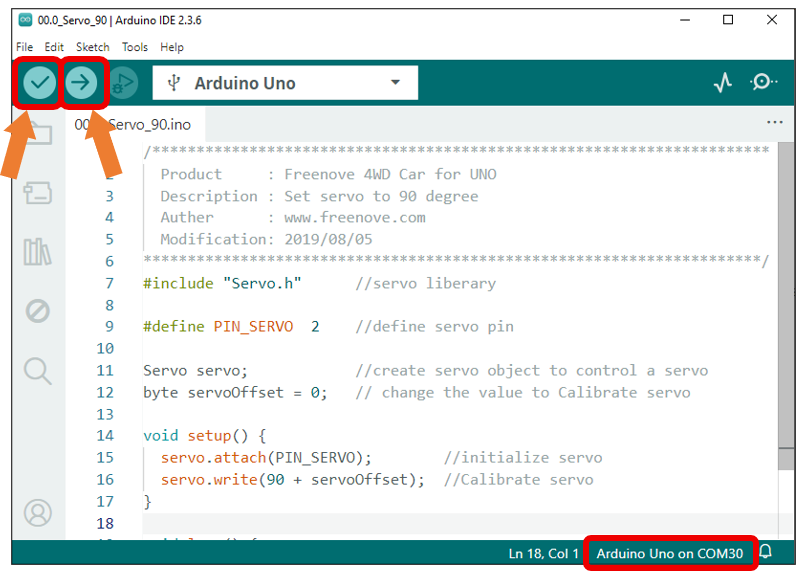 00.0_Servo_90 | Arduino IDE 2.3.6
File Edit Sketch Tools Help
Arduino Uno
Servo_90.ino
/**********************************************************************
2 Product     : Freenove 4WD Car for UNO
3 Description : Set servo to 90 degree
4 Auther      : www.freenove.com
5 Modification: 2019/08/05
6 **********************************************************************/
7 #include "Servo.h"      //servo liberary
8
9 #define PIN_SERVO  2    //define servo pin
10
11 Servo servo;            //create servo object to control a servo
12 byte servoOffset = 0;   // change the value to Calibrate servo
13
14 void setup() {
15   servo.attach(PIN_SERVO);        //initialize servo
16   servo.write(90 + servoOffset);  //Calibrate servo
17 }
18
Ln 18, Col 1 Arduino Uno on COM30